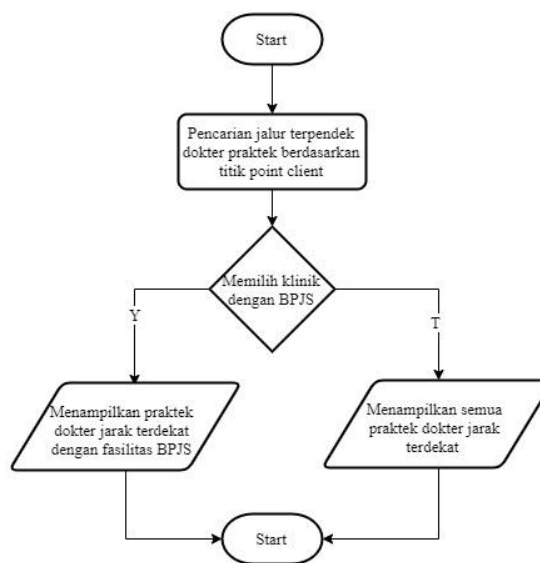 Start
Pencarian jalur terpendek
dokter praktek berdasarkan
titik point client
Memilih klinik
dengan BPJS
Y
T
Menampilkan praktek
dokter jarak terdekat
dengan fasilitas BPJS
Menampilkan semua
praktek dokter jarak
terdekat
Start